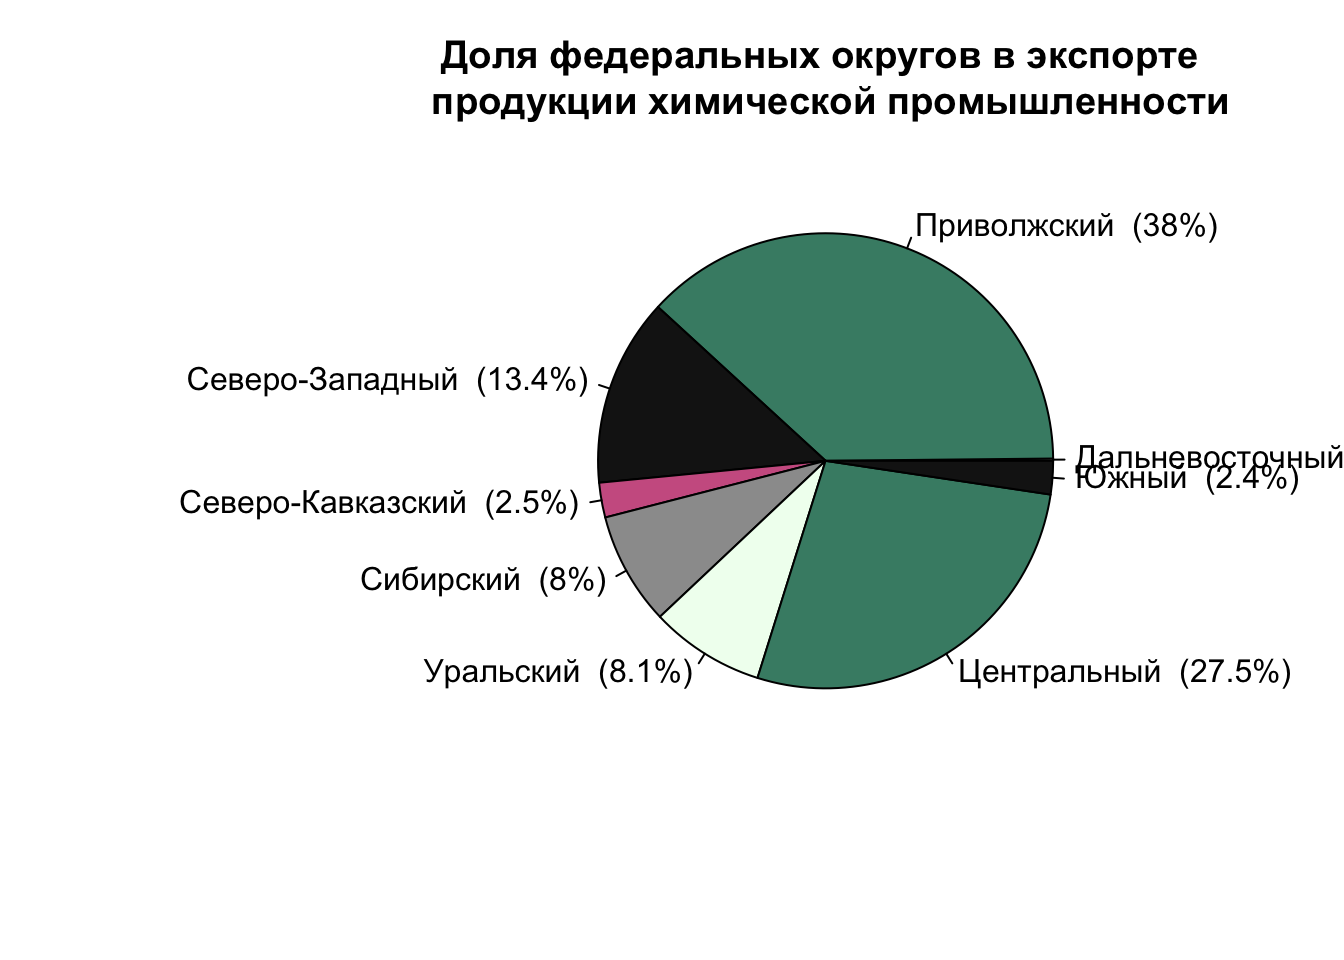 Доля федеральных округов в экспорте
продукции химической промышленности
Приволжский (38%)
Северо-Западный (13.4%)
Дальневосточный
Южный (2.4%)
Северо-Кавказский (2.5%)
Сибирский (8%)
Уральский (8.1%)
Центральный (27.5%)